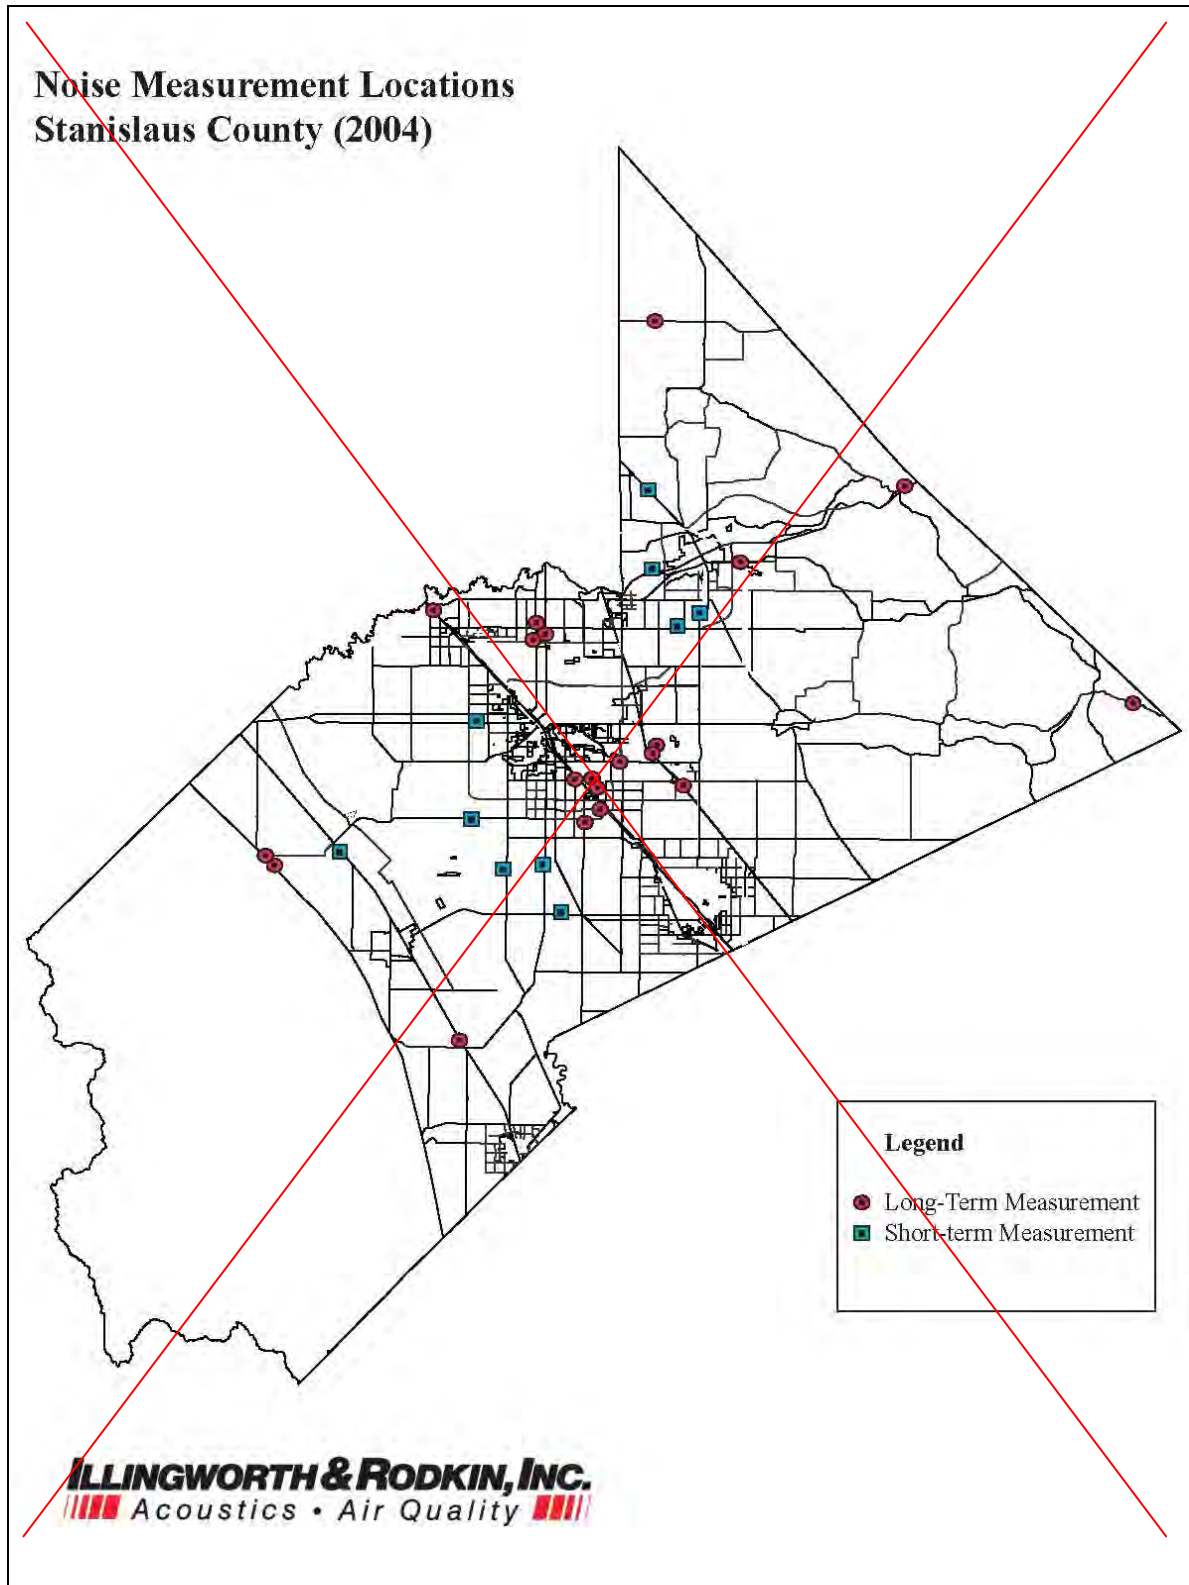 Noise Measurement Locations
Stanislaus County (2004)
Legend
Long-Term Measurement
Short-term Measurement
ILLINGWORTH & RODKIN, INC.
Acoustics • Air Quality